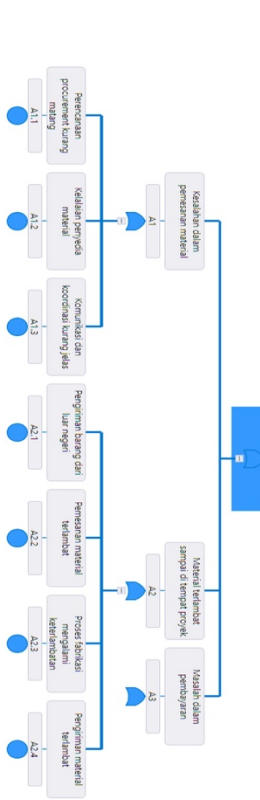 Kesalahan dalam
pemesanan material
A1
Material terlambat
sampai di tempat proyek
A2
Masalah dalam
pembayaran
A3
Perencanaan
procurement kurang
matang
A1.1
Kelalaian penyedia
material
A1.2
Komunikasi dan
koordinasi kurang jelas
A1.3
Pengiriman barang dari
luar negeri
A2.1
Pemesanan material
terlambat
A2.2
Proses fabrikasi
mengalami
keterlambatan
A2.3
Pengiriman material
terlambat
A2.4